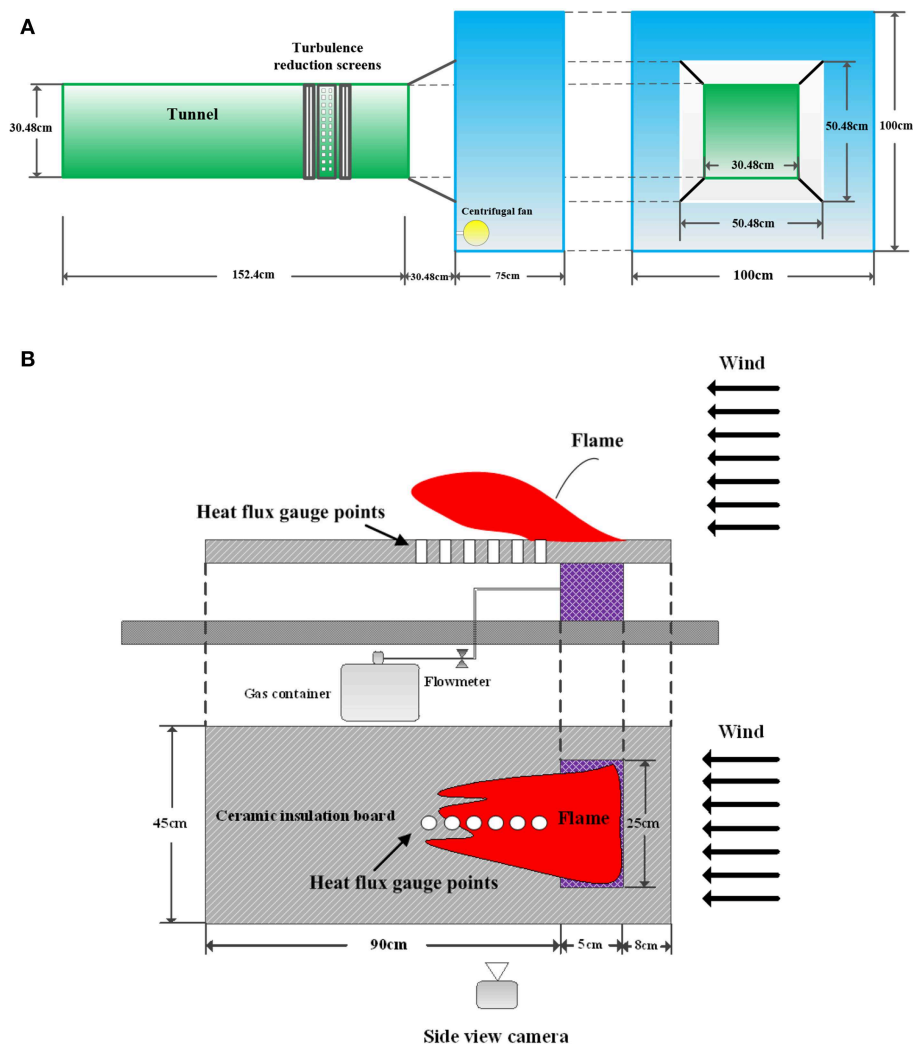 A
Turbulence
reduction screens
Tunnel
30.48cm
Centrifugal fan
152.4cm
30.48cm
75cm
30.48cm
50.48cm
50.48cm
100cm
100cm
B
Wind
Flame
Heat flux gauge points
Gas container
Flowmeter
Wind
45cm
Ceramic insulation board
Flame
25cm
Heat flux gauge points
90cm
5cm
8cm
Side view camera